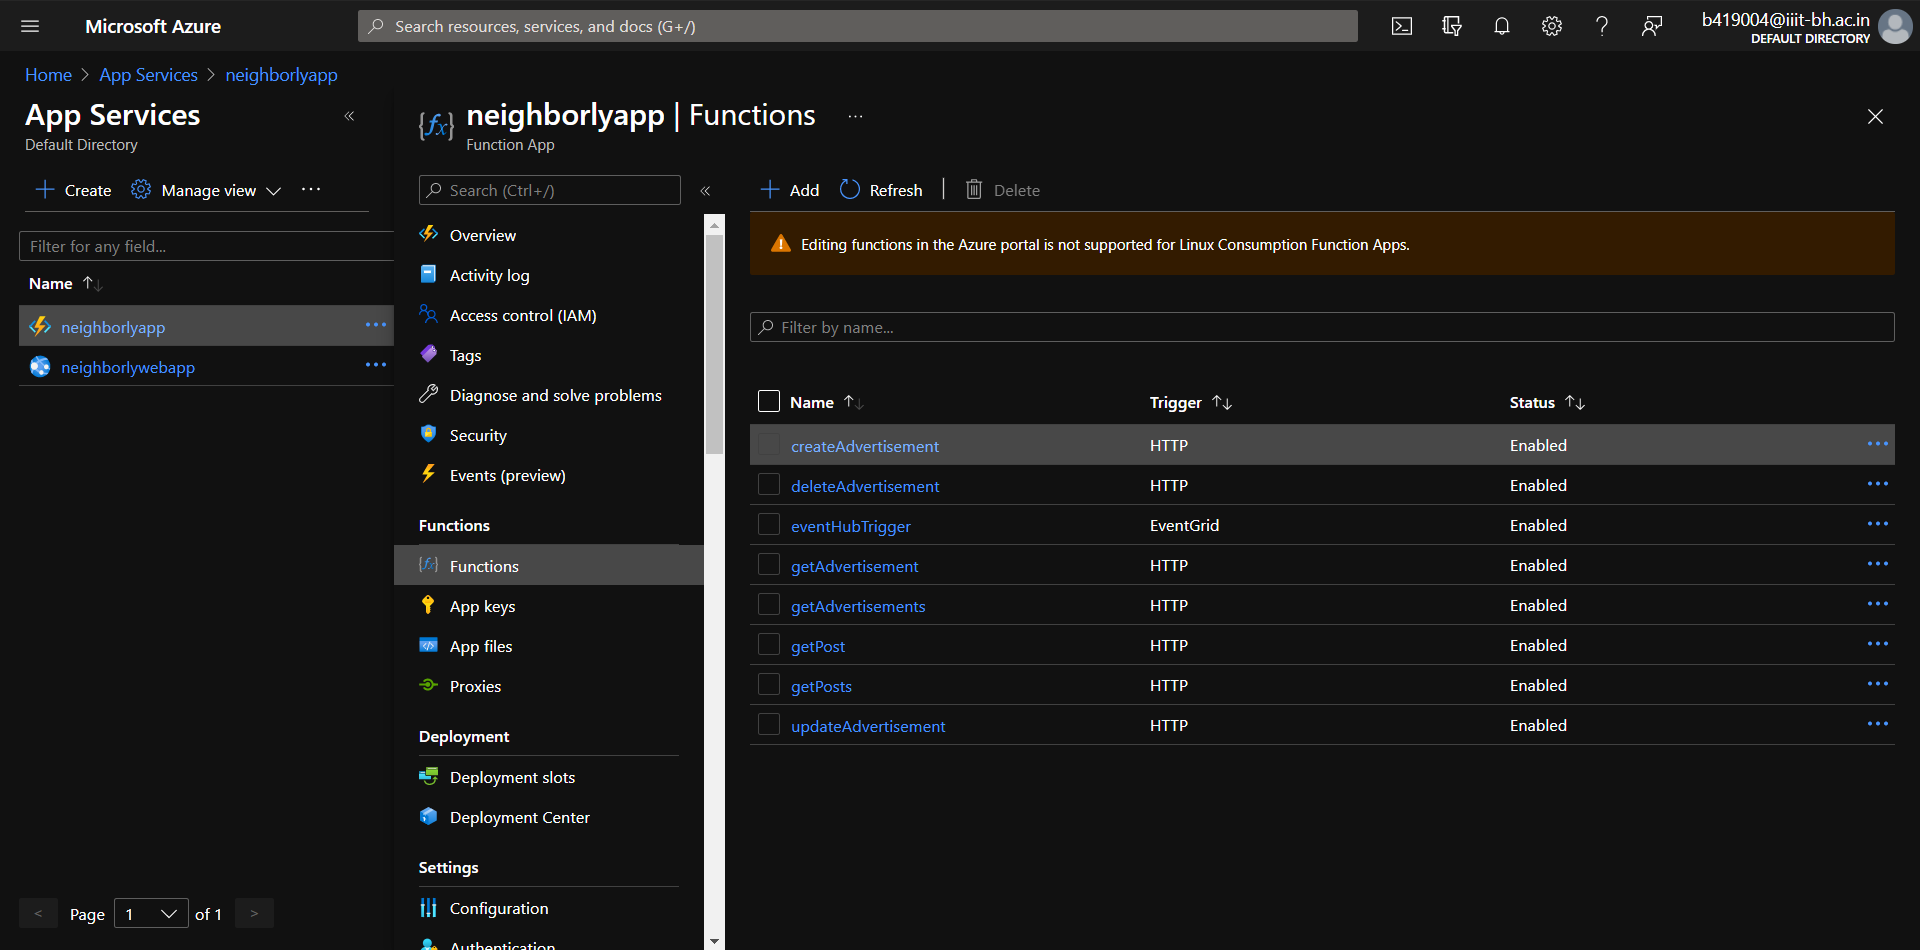 Microsoft Azure
Search resources, services, and docs (G+/)
b419004@iiit-bh.ac.in
DEFAULT DIRECTORY
Home > App Services > neighborlyapp
App Services
Default Directory
Create
Manage view
Filter for any field...
Name
neighborlyapp
neighborlywebapp
< Page 1 of 1 >
neighborlyapp | Functions
Function App
Search (Ctrl+/)
Overview
Activity log
Access control (IAM)
Tags
Diagnose and solve problems
Security
Events (preview)
Functions
Functions
App keys
App files
Proxies
Deployment
Deployment slots
Deployment Center
Settings
Configuration
Authentication
Add
Refresh
Delete
Editing functions in the Azure portal is not supported for Linux Consumption Function Apps.
Filter by name...
Name Trigger Status
createAdvertisement HTTP Enabled
deleteAdvertisement HTTP Enabled
eventHubTrigger EventGrid Enabled
getAdvertisement HTTP Enabled
getAdvertisements HTTP Enabled
getPost HTTP Enabled
getPosts HTTP Enabled
updateAdvertisement HTTP Enabled